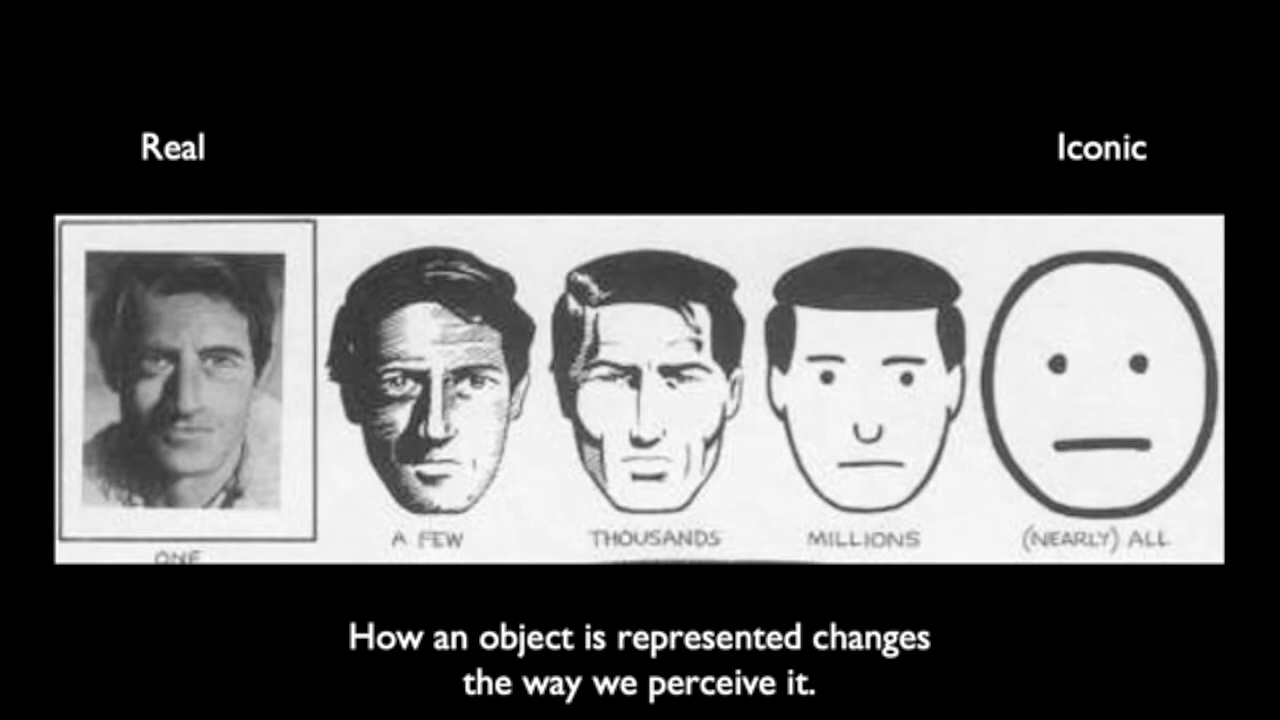 Real
Iconic
ONE
A FEW
THOUSANDS
MILLIONS
(NEARLY) ALL
How an object is represented changes
the way we perceive it.